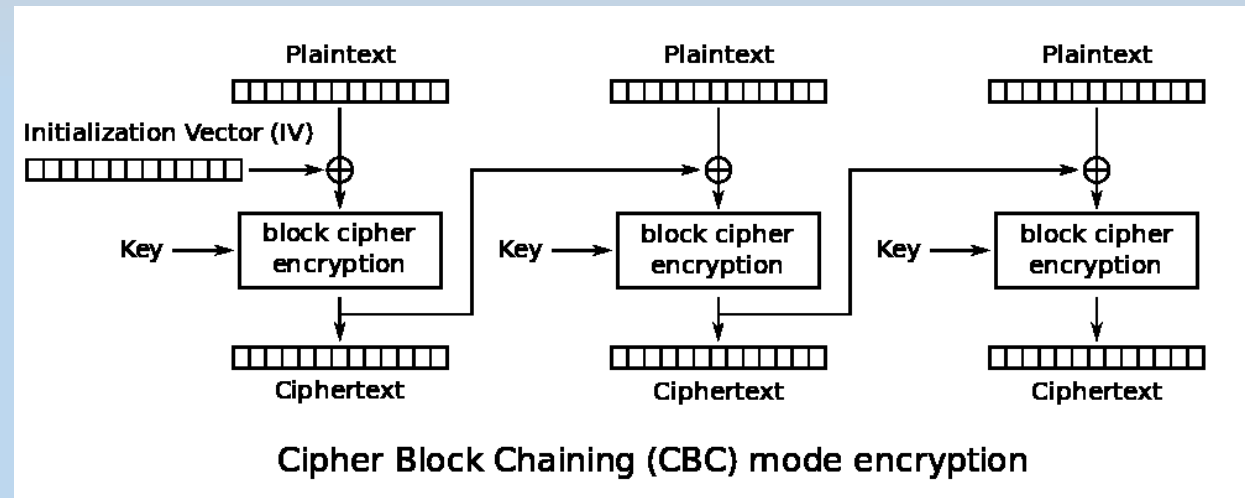 Plaintext
Plaintext
Plaintext
Initialization Vector (IV)
Key
block cipher
encryption
Key
block cipher
encryption
Key
block cipher
encryption
Ciphertext
Ciphertext
Ciphertext
Cipher Block Chaining (CBC) mode encryption